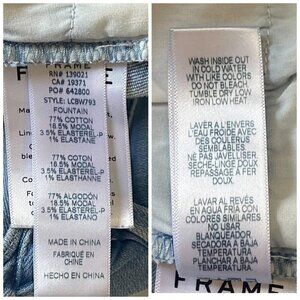 FRAME
RN# 139021
CA# 19371
PO# 642800
STYLE: LCBW793
FOUNTAIN
77% COTTON
18.5% MODAL
3.5% ELASTEREL-P
1% ELASTANE
77% COTON
18.5% MODAL
3.5% ELASTEREL-P
1% ELASTHANNE
77% ALGODÓN
18.5% MODAL
3.5% ELASTEREL-P
1% ELASTANO
MADE IN CHINA
FABRIQUÉ EN
CHINE
HECHO EN CHINA
WASH INSIDE OUT
IN COLD WATER
WITH LIKE COLORS
DO NOT BLEACH
TUMBLE DRY LOW
IRON LOW HEAT
LAVER À L'ENVERS
L'EAU FROIDE
AVEC DES
COULEURS
SEMBLABLES
NE PAS JAVELLISER
SÈCHE-LINGE DOUX
REPASSAGE À FER
DOUX
LAVAR AL REVÉS
EN AGUA FRÍA CON
COLORES SIMILARES
NO USAR
BLANQUEADOR
SECADORA A BAJA
TEMPERATURA
PLANCHAR A BAJA
TEMPERATURA
FRAME